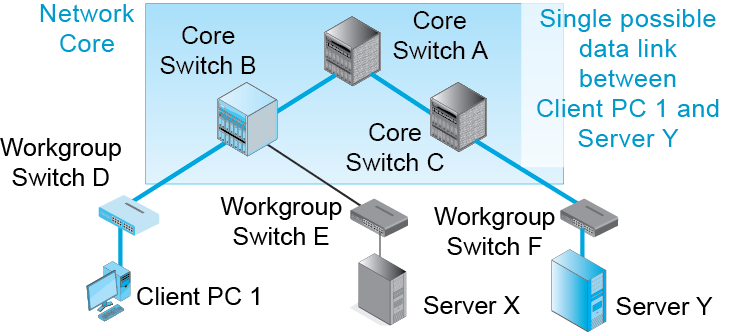 Network
Core
Core
Switch B
Core
Switch A
Single possible
data link
between
Client PC 1 and
Server Y
Core
Switch C
Workgroup
Switch D
Workgroup
Switch E
Workgroup
Switch F
Client PC 1
Server X
Server Y